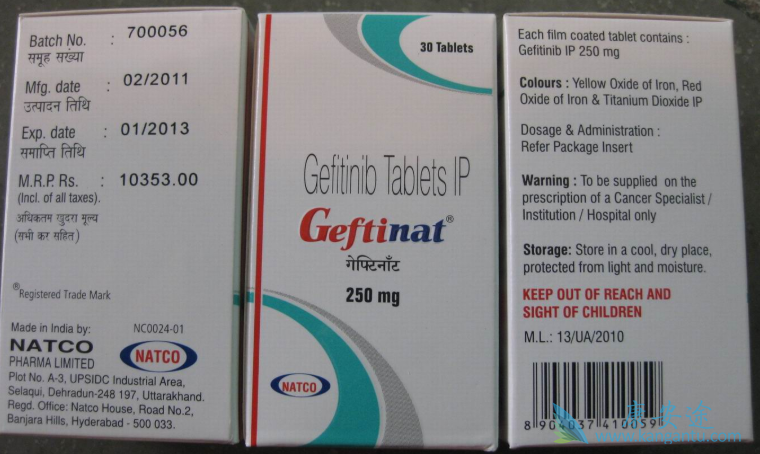 Batch No. : 700056
समूह संख्या
Mfg. date : 02/2011
उत्पादन तिथि
Exp. date : 01/2013
समाप्ति तिथि
M.R.P. Rs. : 10353.00
(Incl. of all taxes).
अधिकतम खुदरा मूल्य
(सभी कर सहित)
®Registered Trade Mark
Made in India by: NC0024-01
NATCO
PHARMA LIMITED
NATCO
Plot No. A-3, UPSIDC Industrial Area,
Selaqui, Dehradun-248 197, Uttarakhand.
Regd. Office: Natco House, Road No.2,
Banjara Hills, Hyderabad - 500 033.
30 Tablets
Gefitinib Tablets IP
Geftinat®
गेफ्टिनॉट
250 mg
NATCO
Each film coated tablet contains :
Gefitinib IP 250 mg
Colours : Yellow Oxide of Iron, Red
Oxide of Iron & Titanium Dioxide IP
Dosage & Administration :
Refer Package Insert
Warning : To be supplied on the
prescription of a Cancer Specialist /
Institution / Hospital only
Storage: Store in a cool, dry place,
protected from light and moisture.
KEEP OUT OF REACH AND
SIGHT OF CHILDREN
M.L.: 13/UA/2010
8 904037 410059
康安途